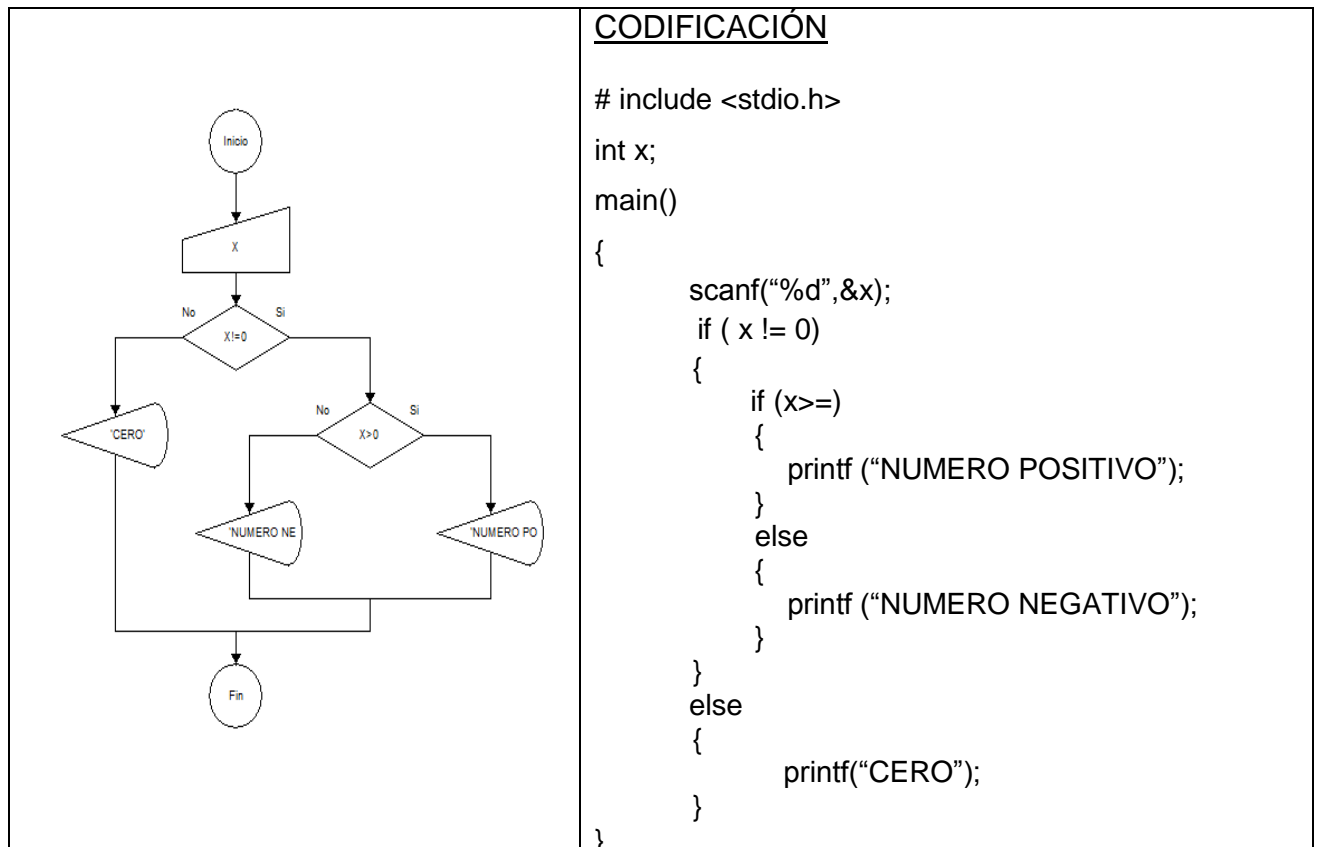 Inicio
X
No Si
X!=0
'CERO'
No Si
X>0
'NUMERO NE
'NUMERO PO
Fin
CODIFICACIÓN
# include <stdio.h>
int x;
main()
{
scanf(“%d”,&x);
if ( x != 0)
{
if (x>=)
{
printf (“NUMERO POSITIVO”);
}
else
{
printf (“NUMERO NEGATIVO”);
}
}
else
{
printf(“CERO”);
}
}